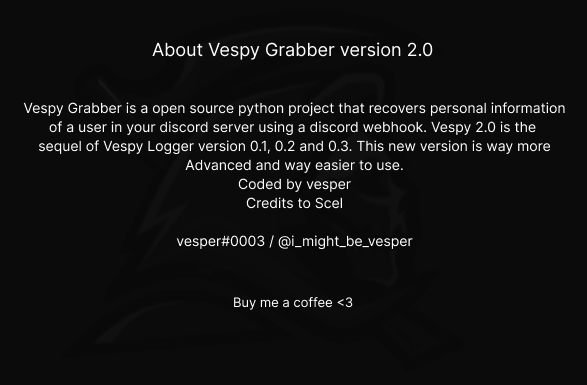 About Vespy Grabber version 2.0
Vespy Grabber is a open source python project that recovers personal information
of a user in your discord server using a discord webhook. Vespy 2.0 is the
sequel of Vespy Logger version 0.1, 0.2 and 0.3. This new version is way more
Advanced and way easier to use.
Coded by vesper
Credits to Scel
vesper#0003 / @i_might_be_vesper
Buy me a coffee <3